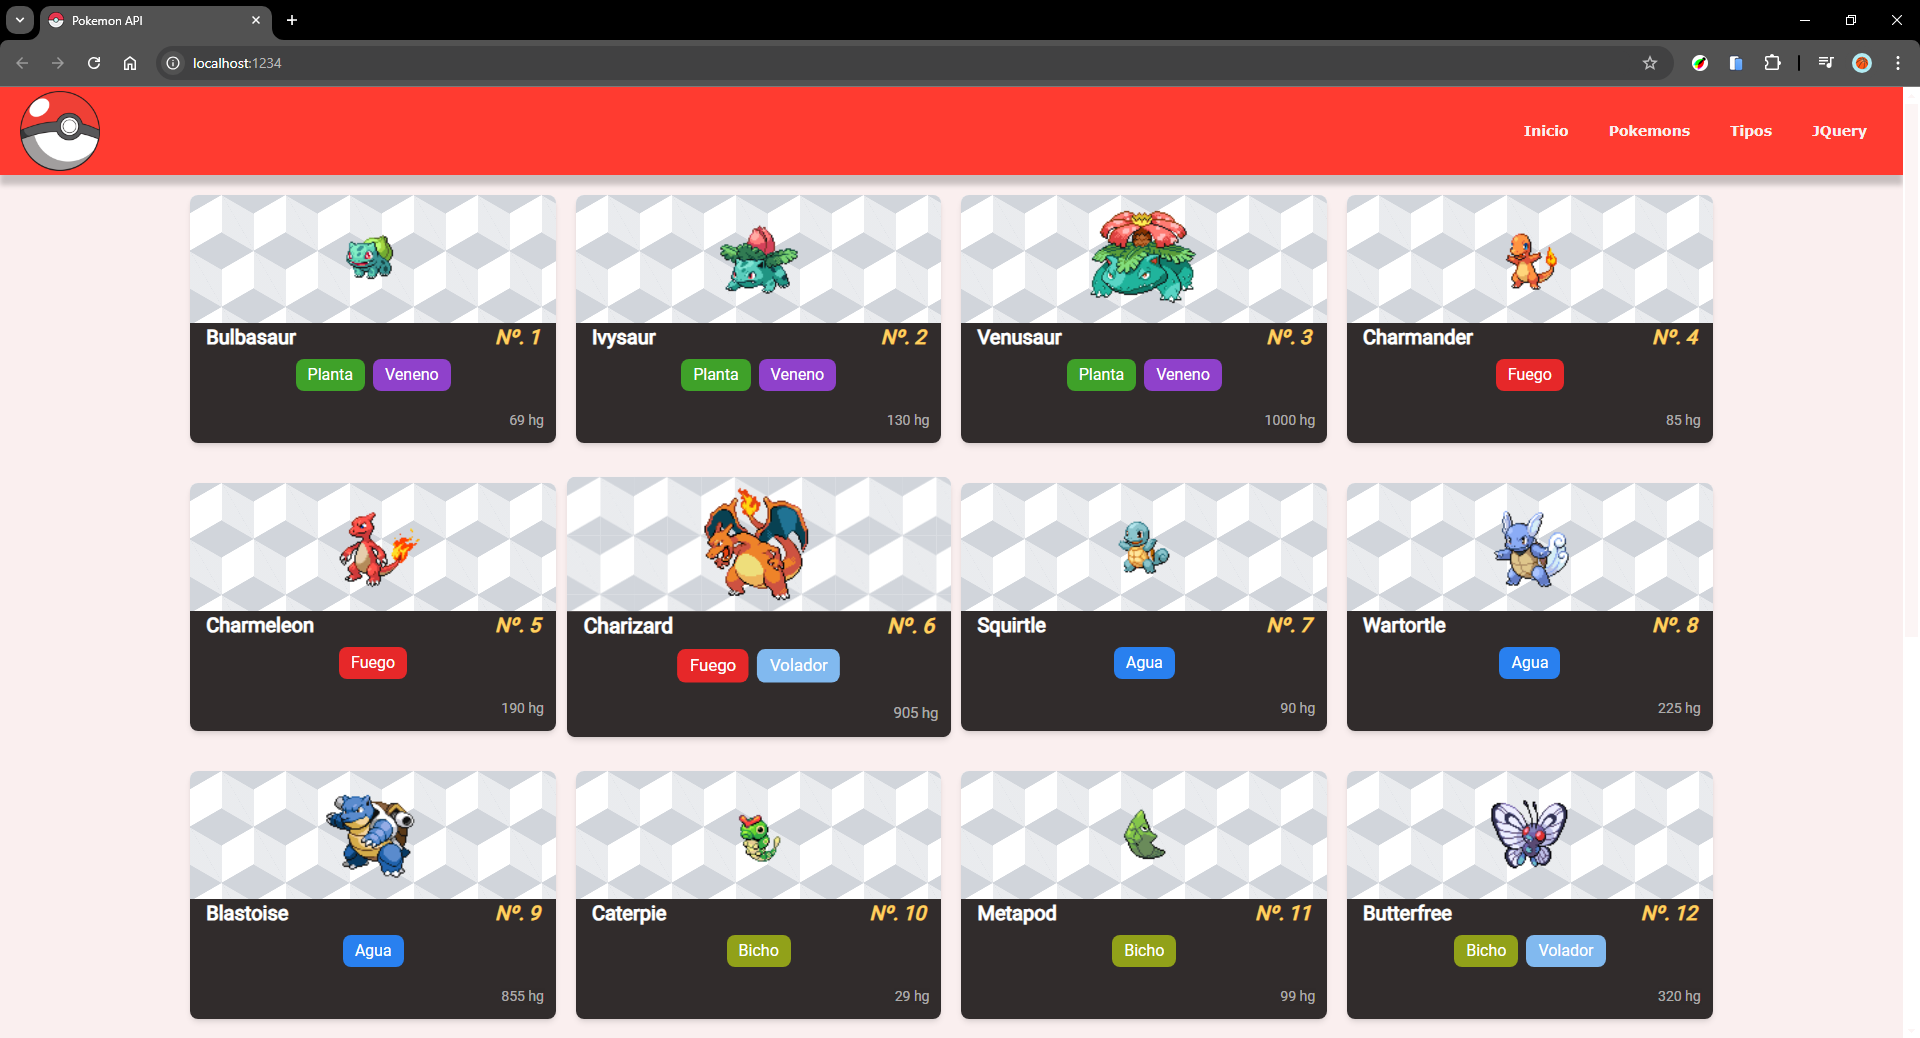 Pokemon API
localhost:1234
Inicio Pokemons Tipos JQuery
Bulbasaur Nº. 1
Planta Veneno
69 hg
Ivysaur Nº. 2
Planta Veneno
130 hg
Venusaur Nº. 3
Planta Veneno
1000 hg
Charmander Nº. 4
Fuego
85 hg
Charmeleon Nº. 5
Fuego
190 hg
Charizard Nº. 6
Fuego Volador
905 hg
Squirtle Nº. 7
Agua
90 hg
Wartortle Nº. 8
Agua
225 hg
Blastoise Nº. 9
Agua
855 hg
Caterpie Nº. 10
Bicho
29 hg
Metapod Nº. 11
Bicho
99 hg
Butterfree Nº. 12
Bicho Volador
320 hg